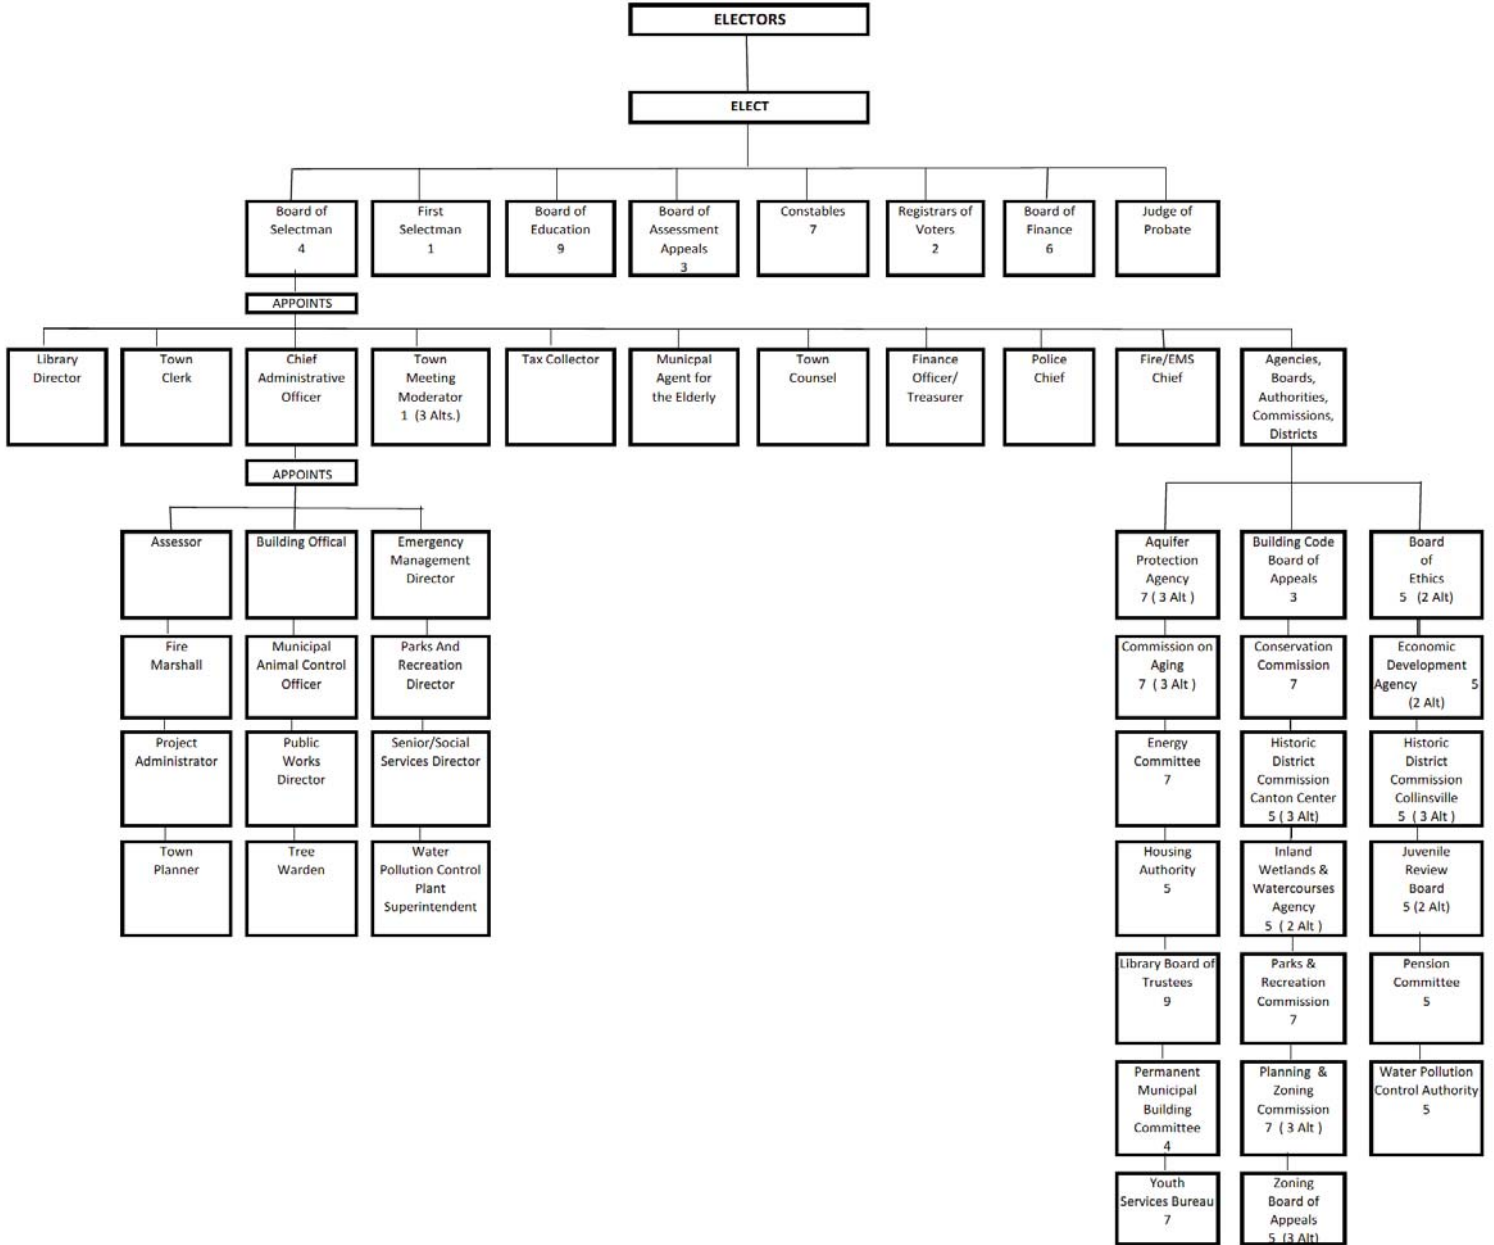 ELECTORS
ELECT
Board of
Selectman
4
First
Selectman
1
Board of
Education
9
Board of
Assessment
Appeals
3
Constables
7
Registrars of
Voters
2
Board of
Finance
6
Judge of
Probate
APPOINTS
Library
Director
Town
Clerk
Chief
Administrative
Officer
Town
Meeting
Moderator
1 (3 Alts.)
Tax Collector
Municpal
Agent for
the Elderly
Town
Counsel
Finance
Officer/
Treasurer
Police
Chief
Fire/EMS
Chief
Agencies,
Boards,
Authorities,
Commissions,
Districts
APPOINTS
Assessor
Building Offical
Emergency
Management
Director
Fire
Marshall
Municipal
Animal Control
Officer
Parks And
Recreation
Director
Project
Administrator
Public
Works
Director
Senior/Social
Services Director
Town
Planner
Tree
Warden
Water
Pollution Control
Plant
Superintendent
Aquifer
Protection
Agency
7 ( 3 Alt )
Building Code
Board of
Appeals
3
Board
of
Ethics
5 (2 Alt)
Commission on
Aging
7 ( 3 Alt )
Conservation
Commission
7
Economic
Development
Agency 5
(2 Alt)
Energy
Committee
7
Historic
District
Commission
Canton Center
5 ( 3 Alt)
Historic
District
Commission
Collinsville
5 ( 3 Alt )
Housing
Authority
5
Inland
Wetlands &
Watercourses
Agency
5 ( 2 Alt )
Juvenile
Review
Board
5 (2 Alt)
Library Board of
Trustees
9
Parks &
Recreation
Commission
7
Pension
Committee
5
Permanent
Municipal
Building
Committee
4
Planning &
Zoning
Commission
7 ( 3 Alt )
Water Pollution
Control Authority
5
Youth
Services Bureau
7
Zoning
Board of
Appeals
5 (3 Alt)